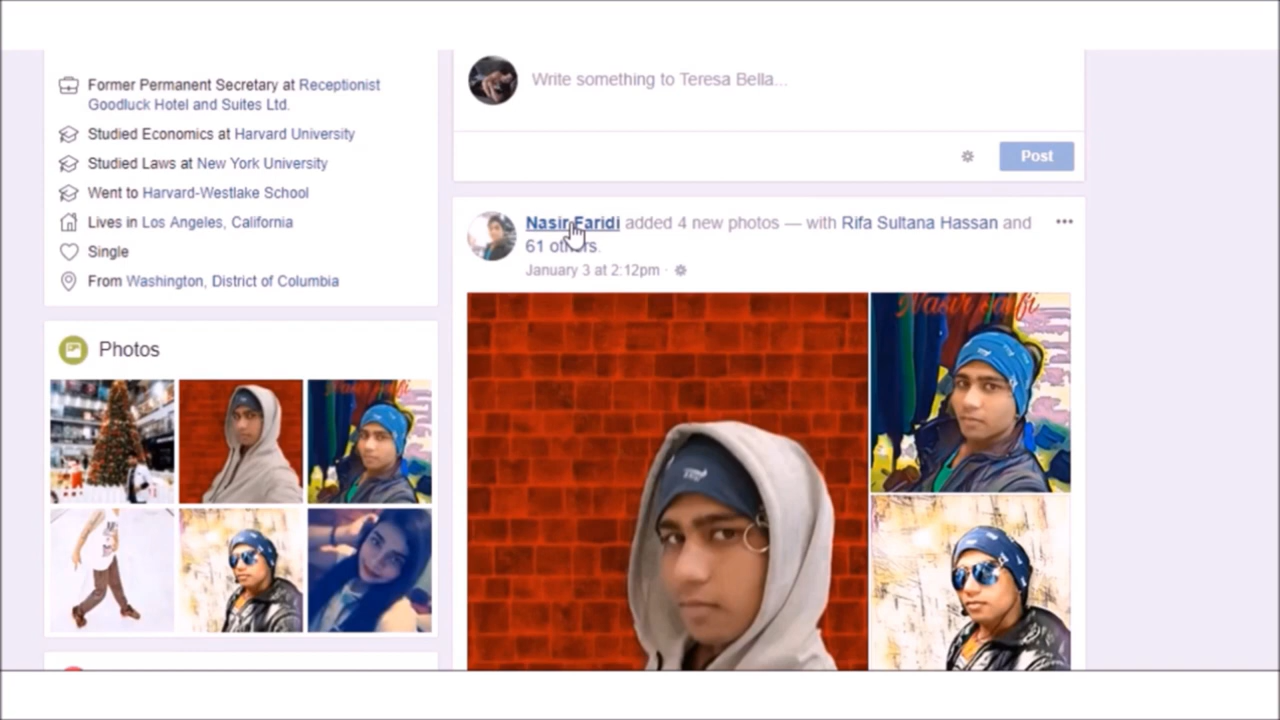 Former Permanent Secretary at Receptionist
Goodluck Hotel and Suites Ltd.
Studied Economics at Harvard University
Studied Laws at New York University
Went to Harvard-Westlake School
Lives in Los Angeles, California
Single
From Washington, District of Columbia
Photos
Write something to Teresa Bella...
Post
Nasir Faridi added 4 new photos — with Rifa Sultana Hassan and
61 others.
January 3 at 2:12pm ·